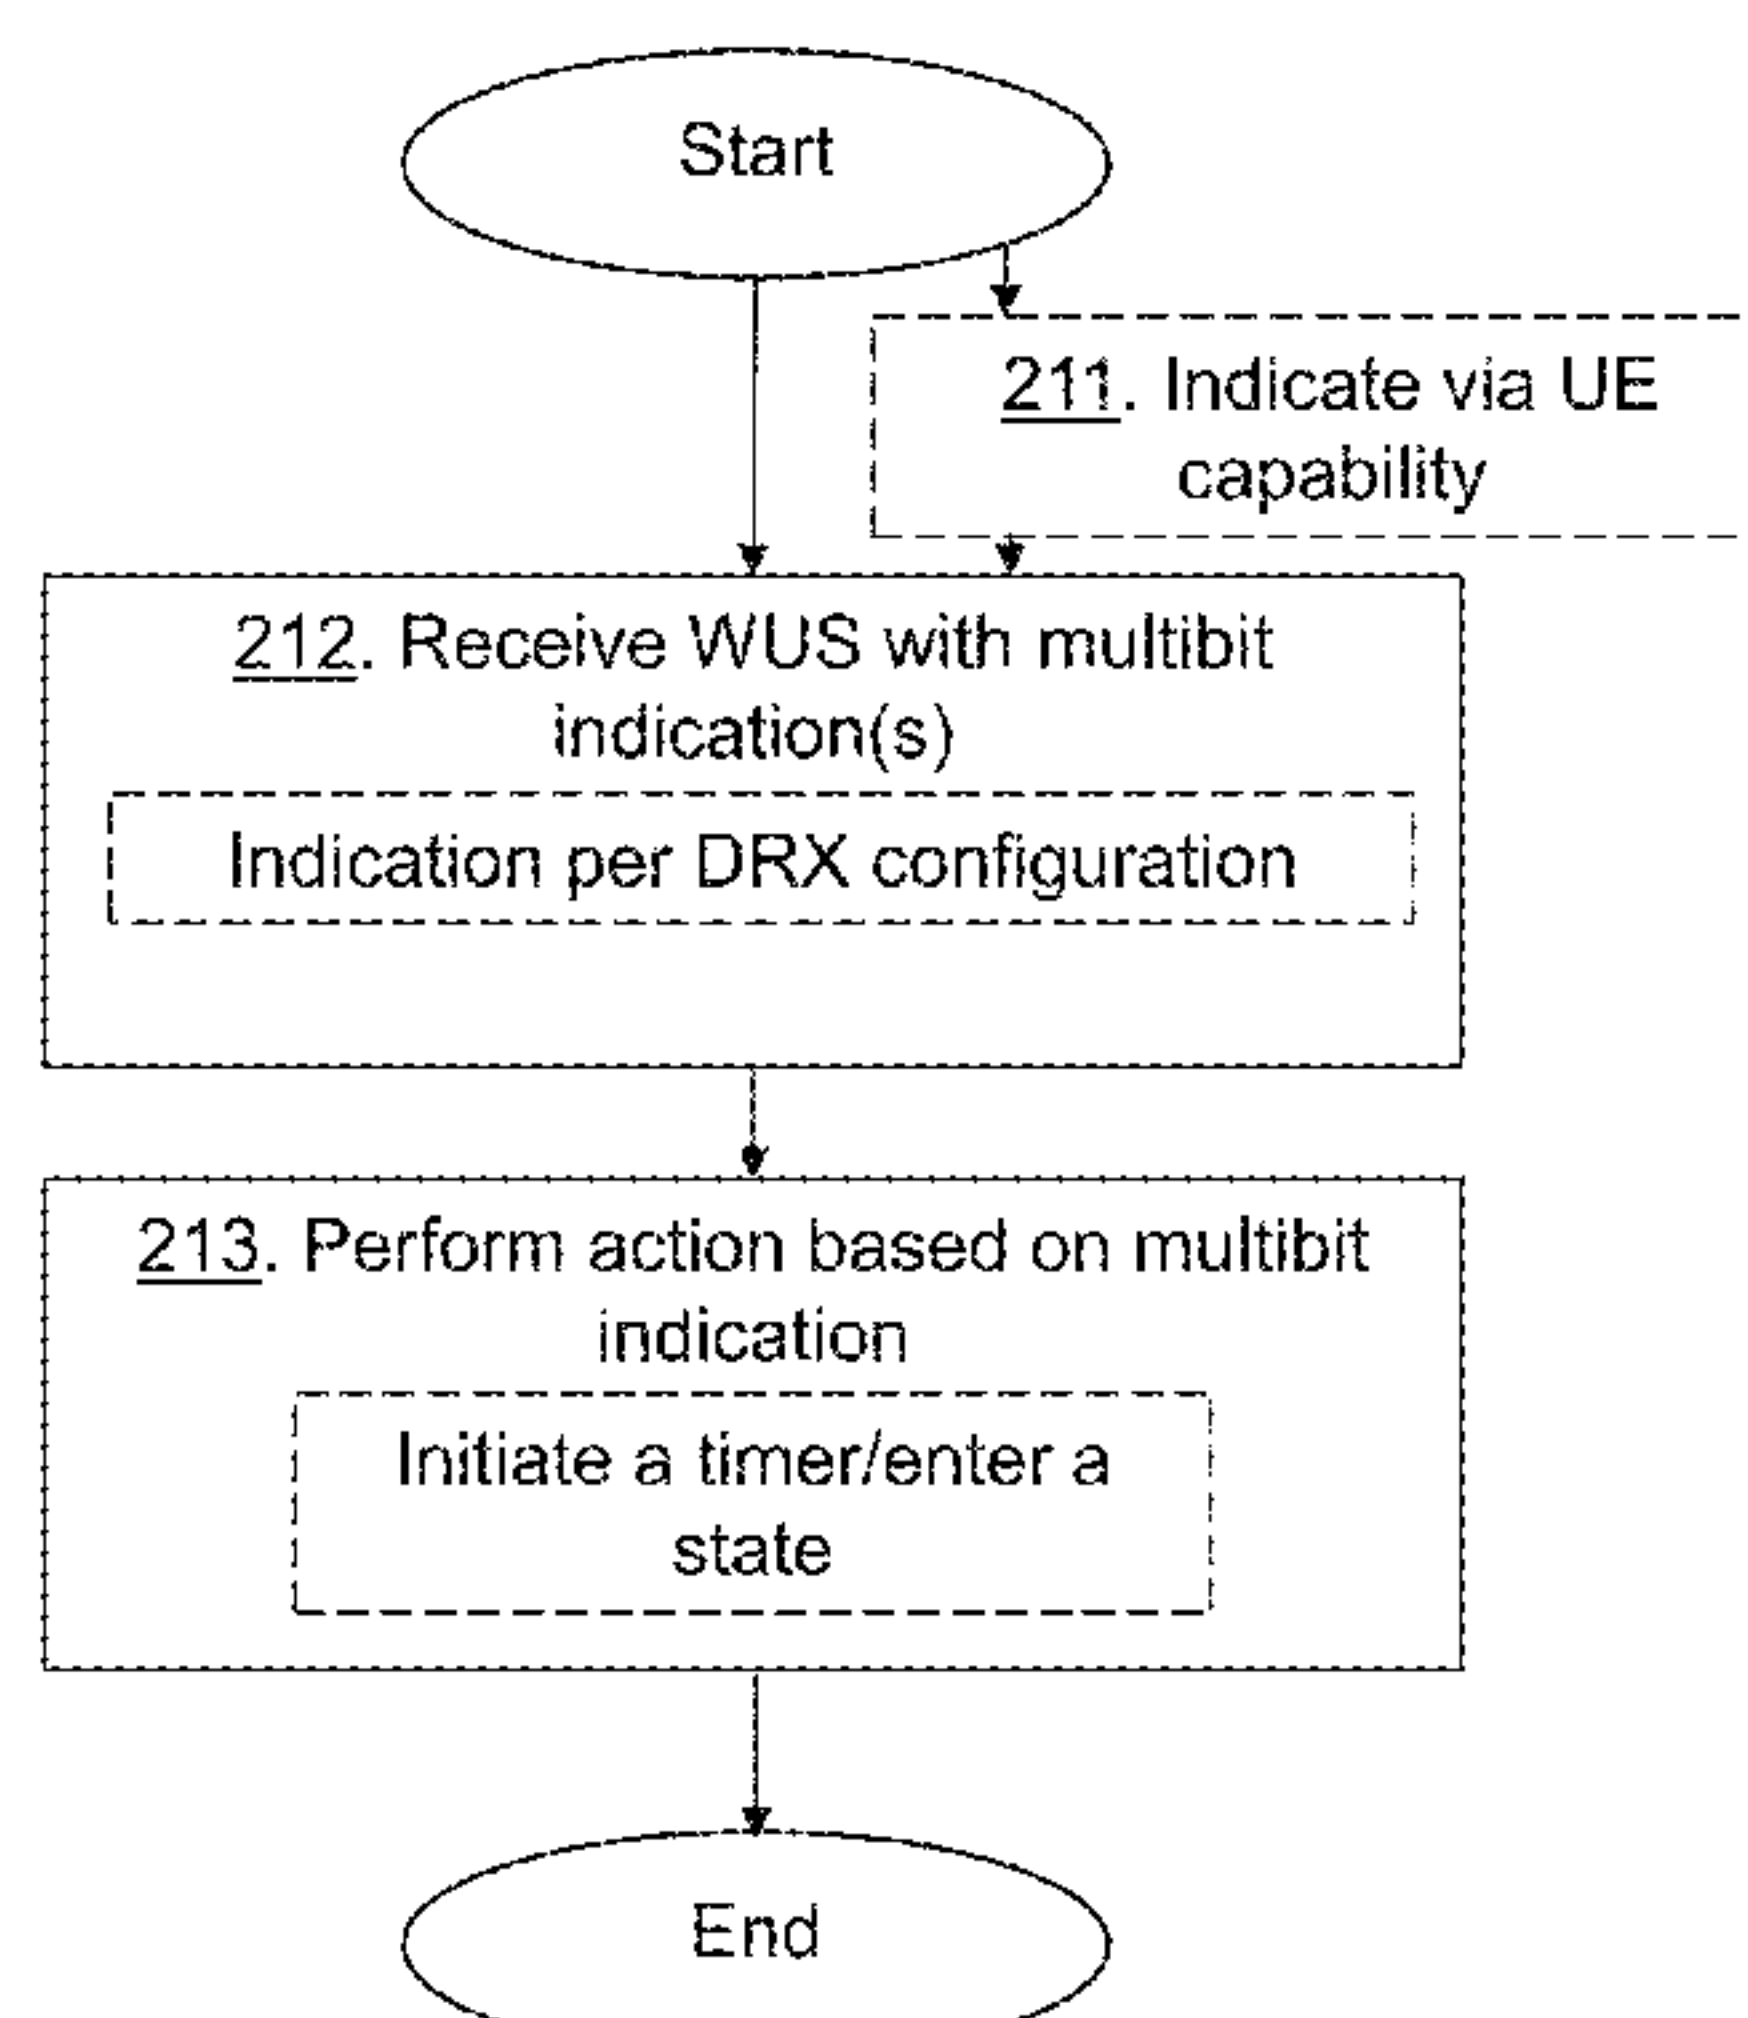 Start
211. Indicate via UE
capability
212. Receive WUS with multibit
indication(s)
Indication per DRX configuration
213. Perform action based on multibit
indication
Initiate a timer/enter a
state
End